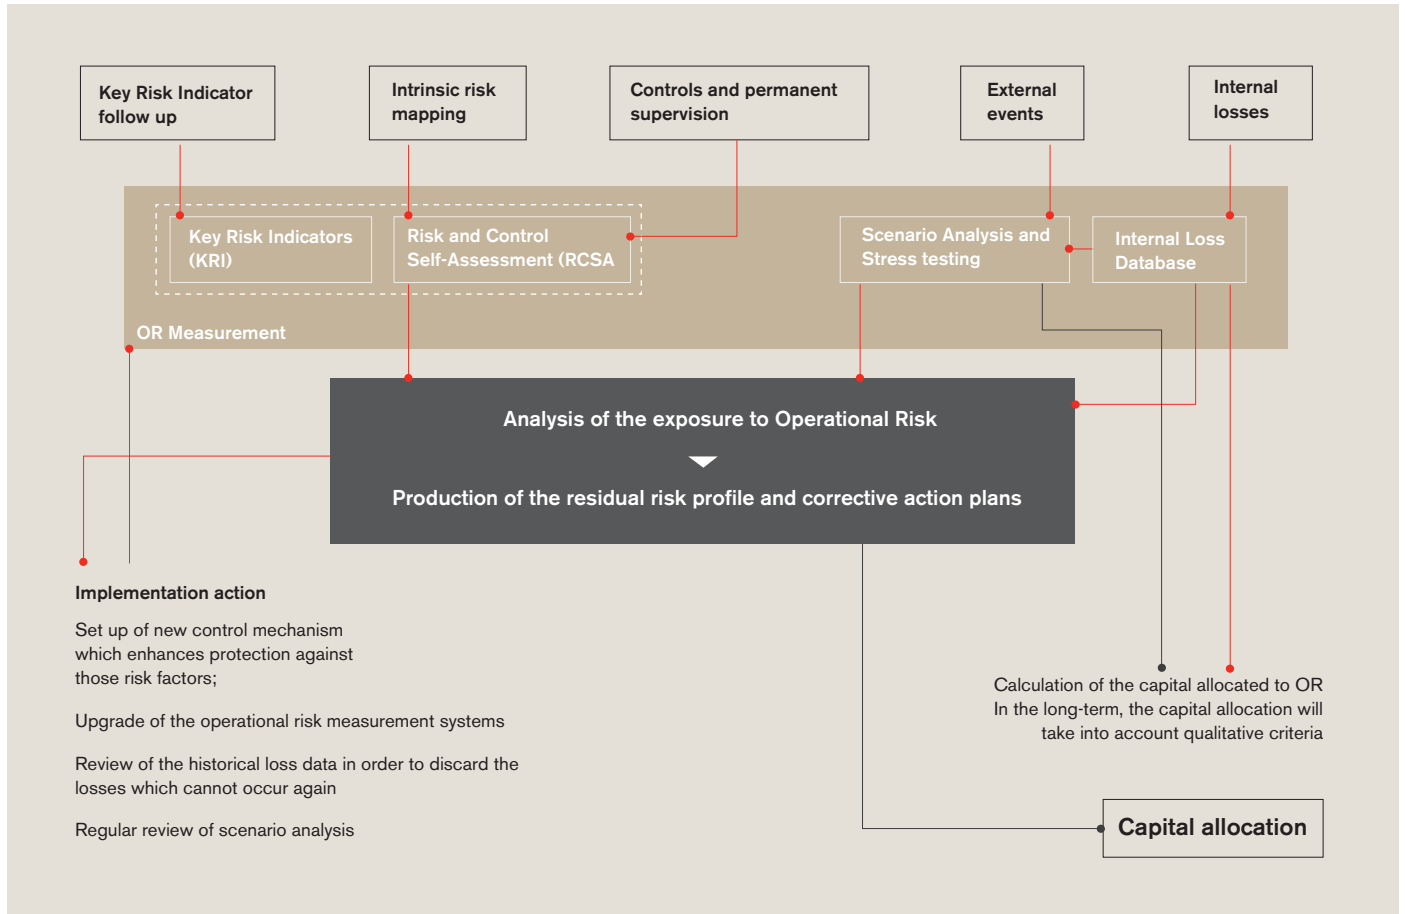 Key Risk Indicator
follow up
Intrinsic risk
mapping
Controls and permanent
supervision
External
events
Internal
losses
Key Risk Indicators
(KRI)
Risk and Control
Self-Assessment (RCSA
Scenario Analysis and
Stress testing
Internal Loss
Database
OR Measurement
Analysis of the exposure to Operational Risk
Production of the residual risk profile and corrective action plans
Implementation action
Set up of new control mechanism
which enhances protection against
those risk factors;
Upgrade of the operational risk measurement systems
Review of the historical loss data in order to discard the
losses which cannot occur again
Regular review of scenario analysis
Calculation of the capital allocated to OR
In the long-term, the capital allocation will
take into account qualitative criteria
Capital allocation